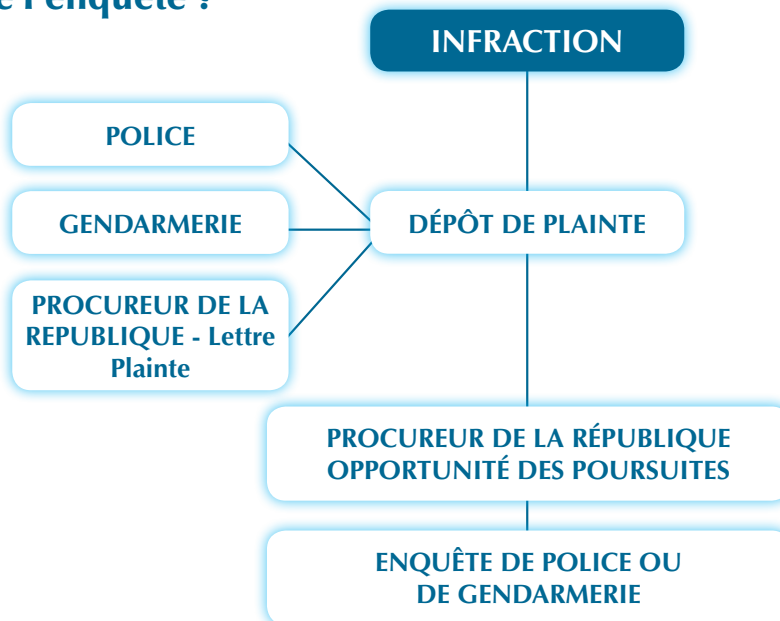 e l'enquête ?
INFRACTION
POLICE
GENDARMERIE
DÉPÔT DE PLAINTE
PROCUREUR DE LA
REPUBLIQUE - Lettre
Plainte
PROCUREUR DE LA RÉPUBLIQUE
OPPORTUNITÉ DES POURSUITES
ENQUÊTE DE POLICE OU
DE GENDARMERIE